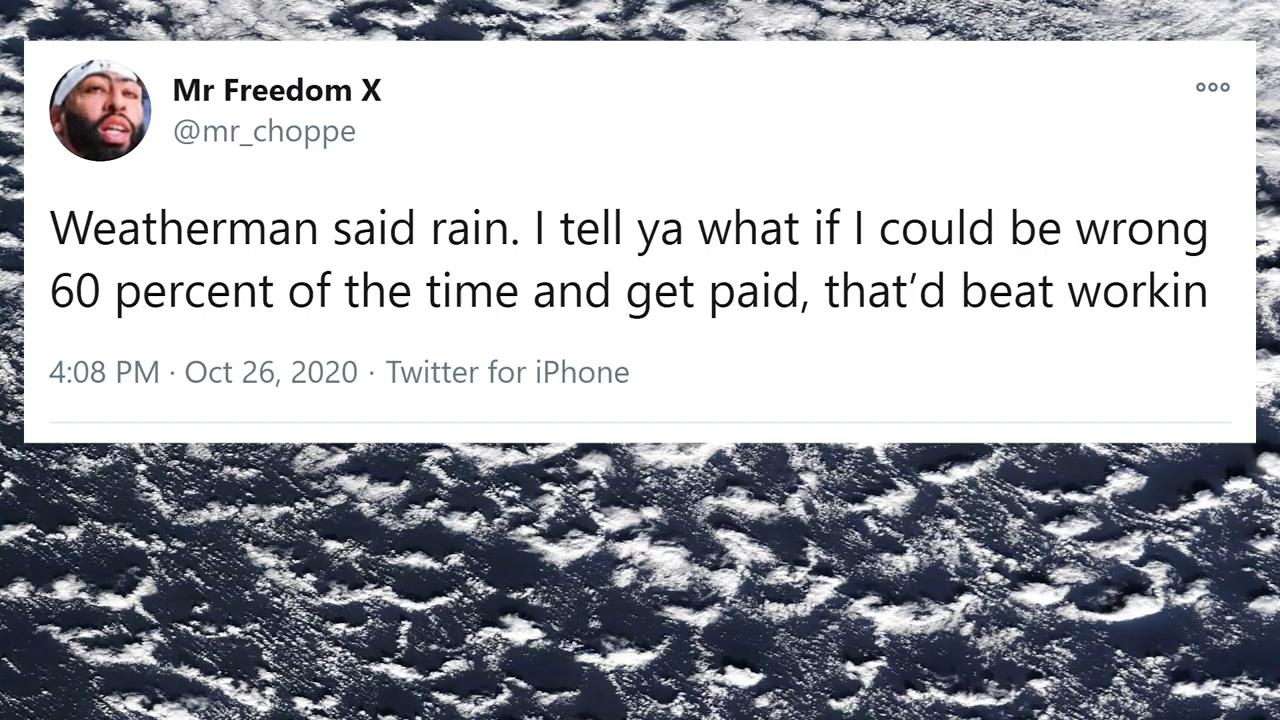 Mr Freedom X
@mr_choppe
Weatherman said rain. I tell ya what if I could be wrong
60 percent of the time and get paid, that’d beat workin
4:08 PM · Oct 26, 2020 · Twitter for iPhone